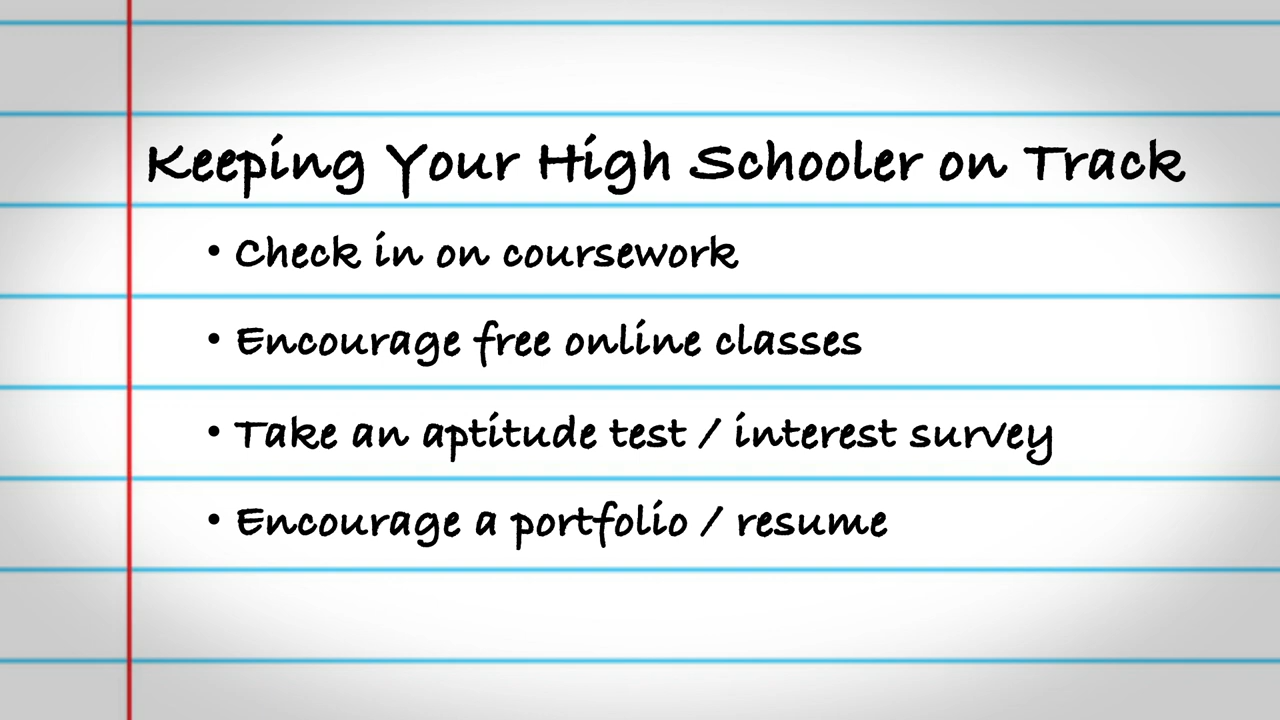 Keeping Your High Schooler on Track
• Check in on coursework
• Encourage free online classes
• Take an aptitude test / interest survey
• Encourage a portfolio / resume